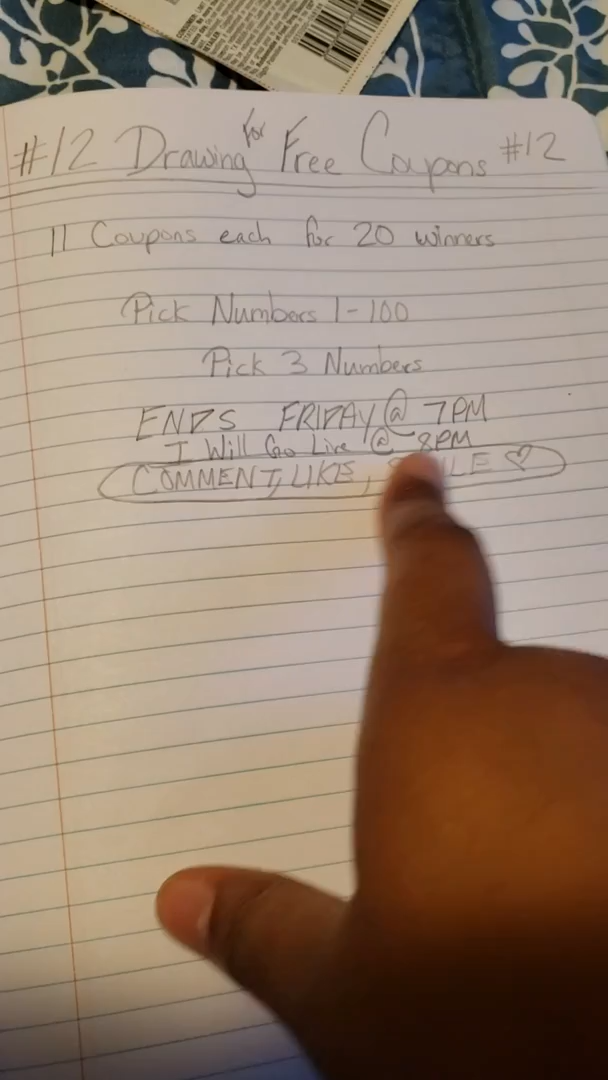 #12 Drawing for Free Coupons #12
11 Coupons each for 20 winners
Pick Numbers 1-100
Pick 3 Numbers
ENDS FRIDAY @ 7PM
I Will Go Live @ 8PM
COMMENT, LIKE,